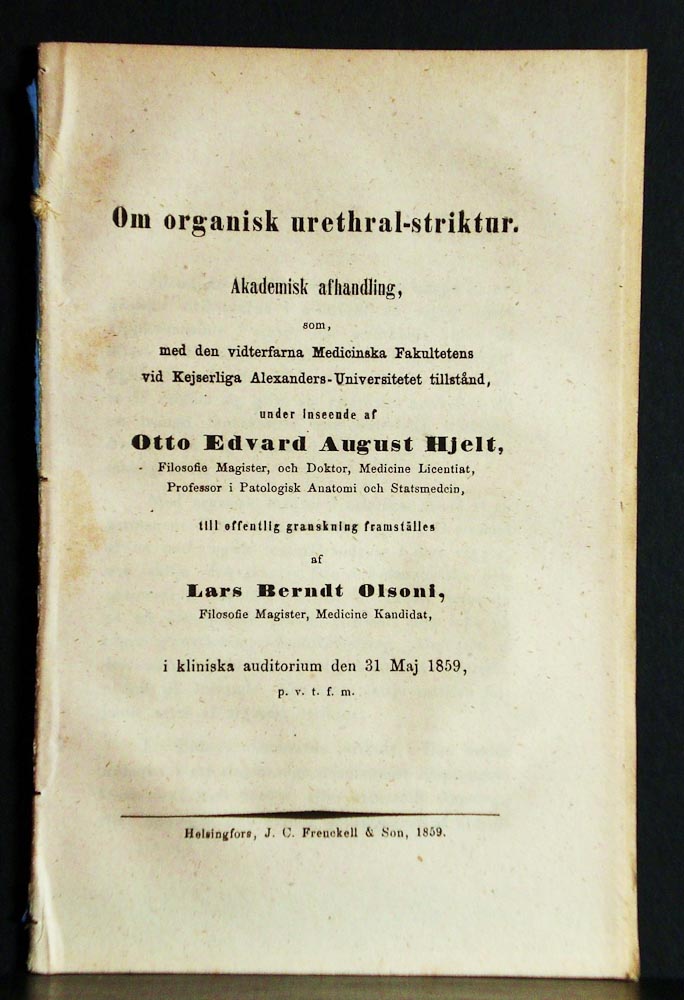 Om organisk urethral-striktur.
Akademisk afhandling,
som,
med den vidterfarna Medicinska Fakultetens
vid Kejserliga Alexanders-Universitetet tillstånd,
under Inseende af
Otto Edvard August Hjelt,
Filosofie Magister, och Doktor, Medicine Licentiat,
Professor i Patologisk Anatomi och Statsmedcin,
till offentlig granskning framställes
af
Lars Berndt Olsoni,
Filosofie Magister, Medicine Kandidat,
i kliniska auditorium den 31 Maj 1859,
p. v. t. f. m.
Helsingfors, J. C. Frenckell & Son, 1859.